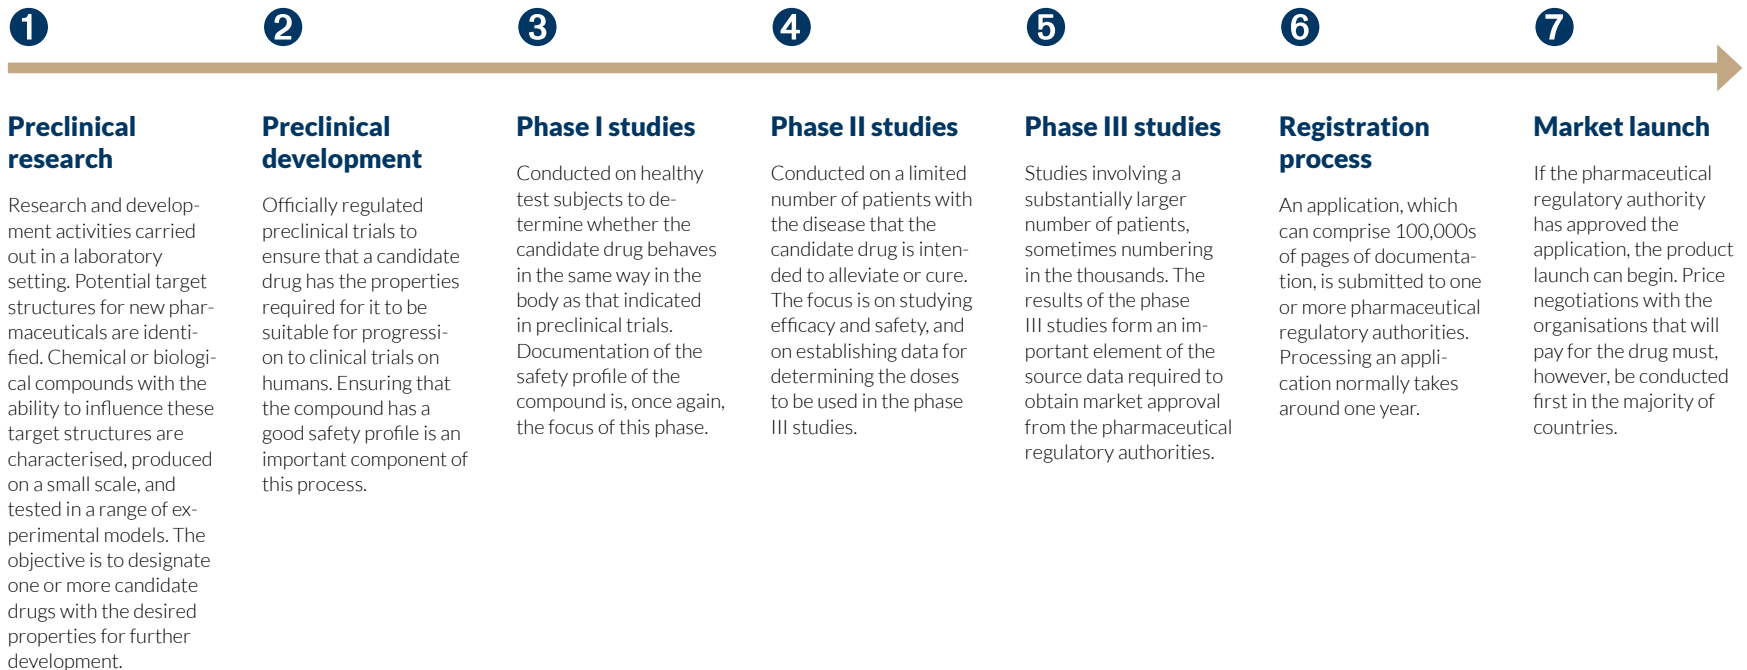 1
2
3
4
5
6
7
Preclinical
research
Research and develop-
ment activities carried
out in a laboratory
setting. Potential target
structures for new phar-
maceuticals are identi-
fied. Chemical or biologi-
cal compounds with the
ability to influence these
target structures are
characterised, produced
on a small scale, and
tested in a range of ex-
perimental models. The
objective is to designate
one or more candidate
drugs with the desired
properties for further
development.
Preclinical
development
Officially regulated
preclinical trials to
ensure that a candidate
drug has the properties
required for it to be
suitable for progressi-
on to clinical trials on
humans. Ensuring that
the compound has a
good safety profile is an
important component of
this process.
Phase I studies
Conducted on healthy
test subjects to de-
termine whether the
candidate drug behaves
in the same way in the
body as that indicated
in preclinical trials.
Documentation of the
safety profile of the
compound is, once again,
the focus of this phase.
Phase II studies
Conducted on a limited
number of patients with
the disease that the
candidate drug is inten-
ded to alleviate or cure.
The focus is on studying
efficacy and safety, and
on establishing data for
determining the doses
to be used in the phase
III studies.
Phase III studies
Studies involving a
substantially larger
number of patients,
sometimes numbering
in the thousands. The
results of the phase
III studies form an im-
portant element of the
source data required to
obtain market approval
from the pharmaceutical
regulatory authorities.
Registration
process
An application, which
can comprise 100,000s
of pages of documenta-
tion, is submitted to one
or more pharmaceutical
regulatory authorities.
Processing an appli-
cation normally takes
around one year.
Market launch
If the pharmaceutical
regulatory authority
has approved the
application, the product
launch can begin. Price
negotiations with the
organisations that will
pay for the drug must,
however, be conducted
first in the majority of
countries.